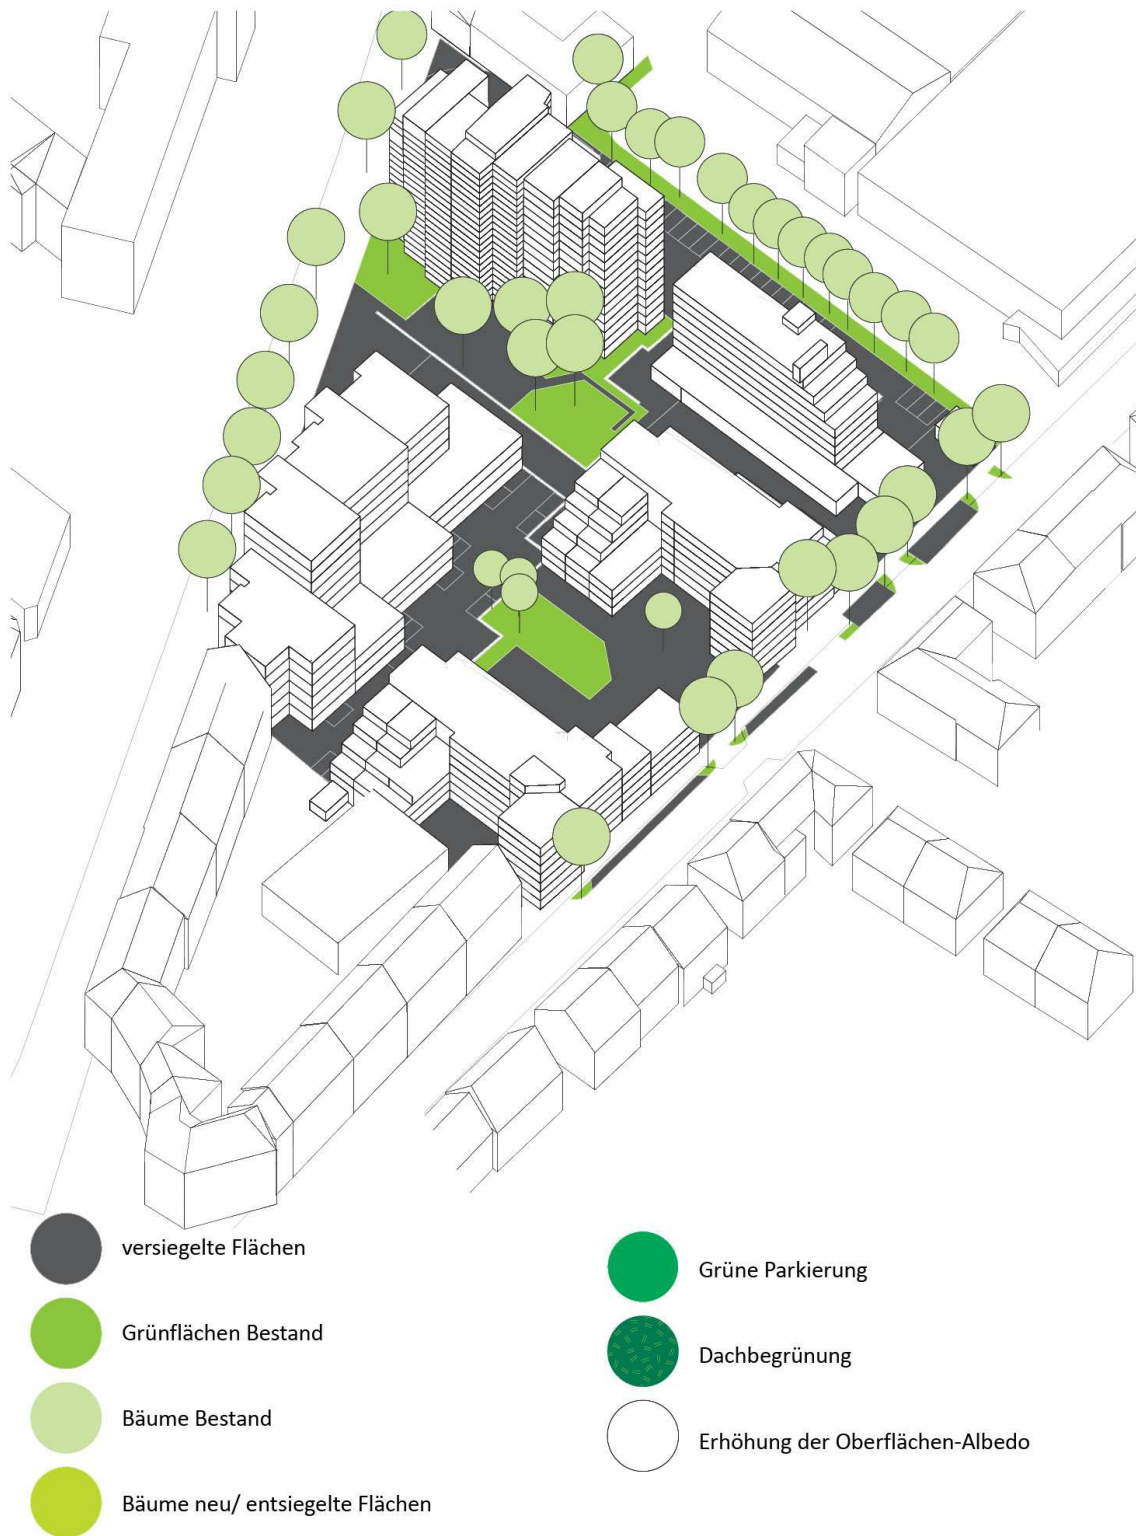 versiegelte Flächen
Grünflächen Bestand
Bäume Bestand
Bäume neu/ entsiegelte Flächen
Grüne Parkierung
Dachbegrünung
Erhöhung der Oberflächen-Albedo